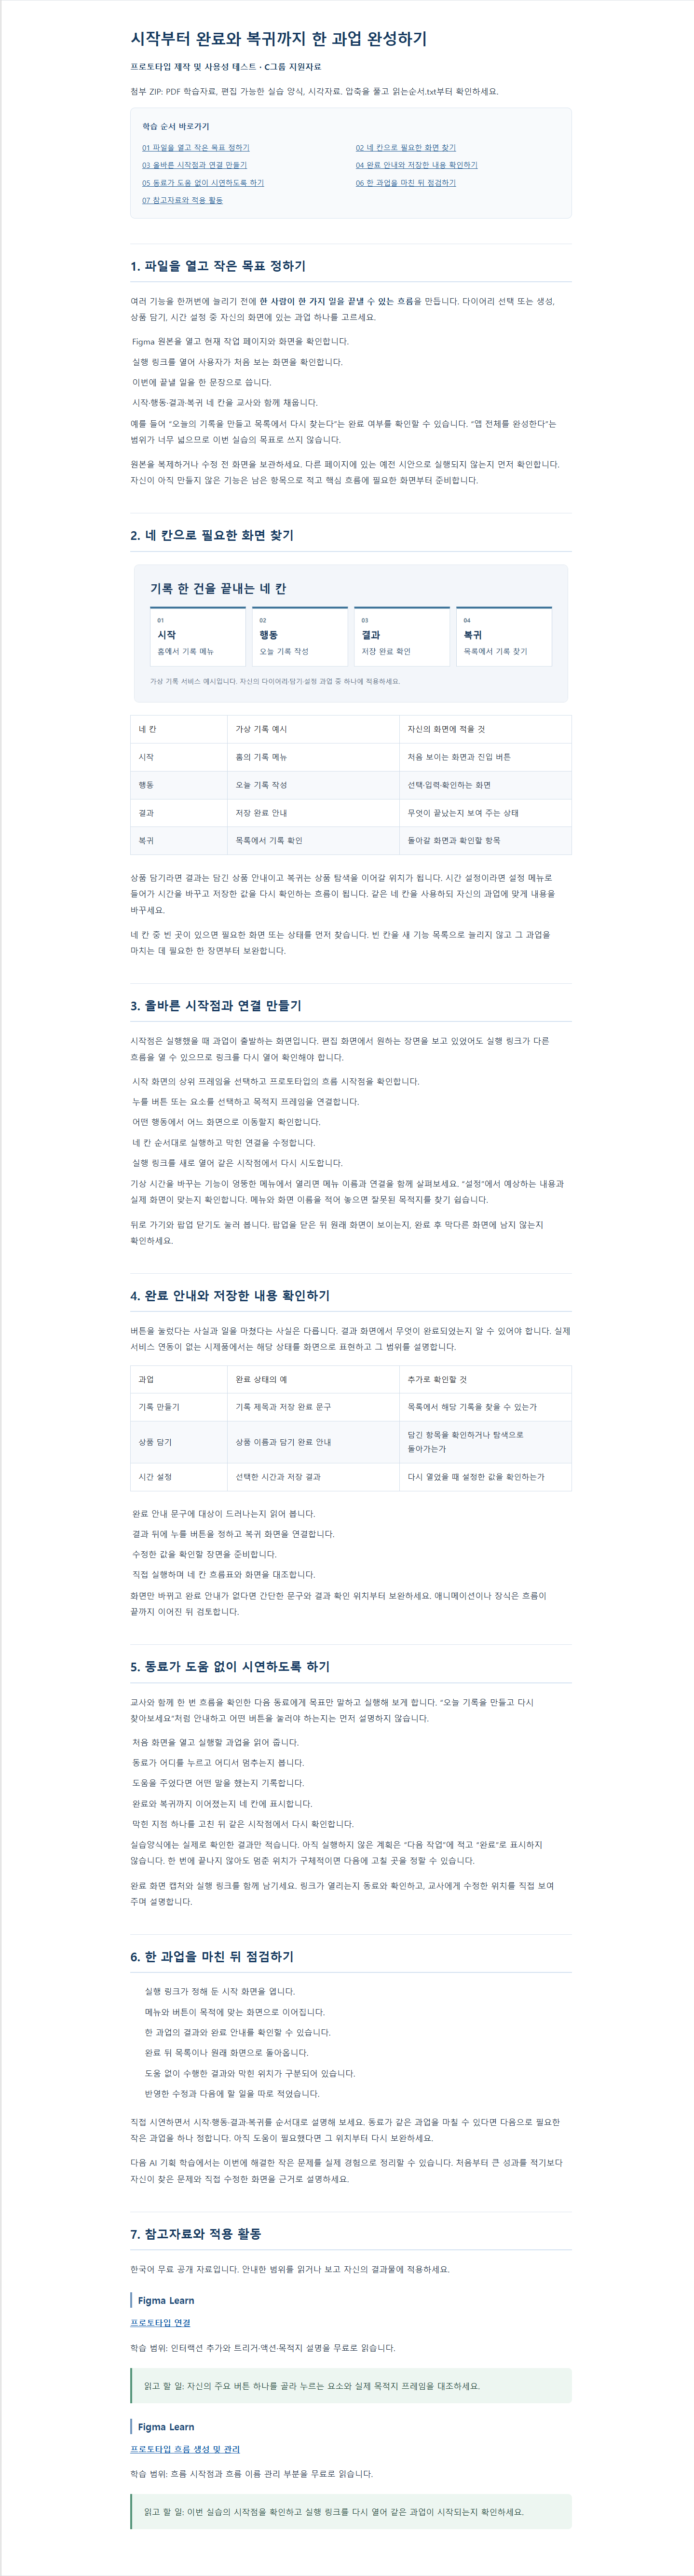 시작부터 완료와 복귀까지 한 과업 완성하기
프로토타입 제작 및 사용성 테스트 · C그룹 지원자료
첨부 ZIP: PDF 학습자료, 편집 가능한 실습 양식, 시각자료. 압축을 풀고 읽는순서.txt부터 확인하세요.
학습 순서 바로가기
01 파일을 열고 작은 목표 정하기
02 네 칸으로 필요한 화면 찾기
03 올바른 시작점과 연결 만들기
04 완료 안내와 저장한 내용 확인하기
05 동료가 도움 없이 시연하도록 하기
06 한 과업을 마친 뒤 점검하기
07 참고자료와 적용 활동
1. 파일을 열고 작은 목표 정하기
여러 기능을 한꺼번에 늘리기 전에 한 사람이 한 가지 일을 끝낼 수 있는 흐름을 만듭니다. 다이어리 선택 또는 생성,
상품 담기, 시간 설정 중 자신의 화면에 있는 과업 하나를 고르세요.
Figma 원본을 열고 현재 작업 페이지와 화면을 확인합니다.
실행 링크를 열어 사용자가 처음 보는 화면을 확인합니다.
이번에 끝낼 일을 한 문장으로 씁니다.
시작·행동·결과·복귀 네 칸을 교사와 함께 채웁니다.
예를 들어 “오늘의 기록을 만들고 목록에서 다시 찾는다”는 완료 여부를 확인할 수 있습니다. “앱 전체를 완성한다”는
범위가 너무 넓으므로 이번 실습의 목표로 쓰지 않습니다.
원본을 복제하거나 수정 전 화면을 보관하세요. 다른 페이지에 있는 예전 시안으로 실행되지 않는지 먼저 확인합니다.
자신이 아직 만들지 않은 기능은 남은 항목으로 적고 핵심 흐름에 필요한 화면부터 준비합니다.
2. 네 칸으로 필요한 화면 찾기
기록 한 건을 끝내는 네 칸
01
시작
홈에서 기록 메뉴
02
행동
오늘 기록 작성
03
결과
저장 완료 확인
04
복귀
목록에서 기록 찾기
가상 기록 서비스 예시입니다. 자신의 다이어리·담기·설정 과업 중 하나에 적용하세요.
네 칸
가상 기록 예시
자신의 화면에 적을 것
시작
홈의 기록 메뉴
처음 보이는 화면과 진입 버튼
행동
오늘 기록 작성
선택·입력·확인하는 화면
결과
저장 완료 안내
무엇이 끝났는지 보여 주는 상태
복귀
목록에서 기록 확인
돌아갈 화면과 확인할 항목
상품 담기라면 결과는 담긴 상품 안내이고 복귀는 상품 탐색을 이어갈 위치가 됩니다. 시간 설정이라면 설정 메뉴로
들어가 시간을 바꾸고 저장한 값을 다시 확인하는 흐름이 됩니다. 같은 네 칸을 사용하되 자신의 과업에 맞게 내용을
바꾸세요.
네 칸 중 빈 곳이 있으면 필요한 화면 또는 상태를 먼저 찾습니다. 빈 칸을 새 기능 목록으로 늘리지 않고 그 과업을
마치는 데 필요한 한 장면부터 보완합니다.
3. 올바른 시작점과 연결 만들기
시작점은 실행했을 때 과업이 출발하는 화면입니다. 편집 화면에서 원하는 장면을 보고 있었어도 실행 링크가 다른
흐름을 열 수 있으므로 링크를 다시 열어 확인해야 합니다.
시작 화면의 상위 프레임을 선택하고 프로토타입의 흐름 시작점을 확인합니다.
누를 버튼 또는 요소를 선택하고 목적지 프레임을 연결합니다.
어떤 행동에서 어느 화면으로 이동할지 확인합니다.
네 칸 순서대로 실행하고 막힌 연결을 수정합니다.
실행 링크를 새로 열어 같은 시작점에서 다시 시도합니다.
기상 시간을 바꾸는 기능이 엉뚱한 메뉴에서 열리면 메뉴 이름과 연결을 함께 살펴보세요. “설정”에서 예상하는 내용과
실제 화면이 맞는지 확인합니다. 메뉴와 화면 이름을 적어 놓으면 잘못된 목적지를 찾기 쉽습니다.
뒤로 가기와 팝업 닫기도 눌러 봅니다. 팝업을 닫은 뒤 원래 화면이 보이는지, 완료 후 막다른 화면에 남지 않는지
확인하세요.
4. 완료 안내와 저장한 내용 확인하기
버튼을 눌렀다는 사실과 일을 마쳤다는 사실은 다릅니다. 결과 화면에서 무엇이 완료되었는지 알 수 있어야 합니다. 실제
서비스 연동이 없는 시제품에서는 해당 상태를 화면으로 표현하고 그 범위를 설명합니다.
과업
완료 상태의 예
추가로 확인할 것
기록 만들기
기록 제목과 저장 완료 문구
목록에서 해당 기록을 찾을 수 있는가
상품 담기
상품 이름과 담기 완료 안내
담긴 항목을 확인하거나 탐색으로
돌아가는가
시간 설정
선택한 시간과 저장 결과
다시 열었을 때 설정한 값을 확인하는가
완료 안내 문구에 대상이 드러나는지 읽어 봅니다.
결과 뒤에 누를 버튼을 정하고 복귀 화면을 연결합니다.
수정한 값을 확인할 장면을 준비합니다.
직접 실행하며 네 칸 흐름표와 화면을 대조합니다.
화면만 바뀌고 완료 안내가 없다면 간단한 문구와 결과 확인 위치부터 보완하세요. 애니메이션이나 장식은 흐름이
끝까지 이어진 뒤 검토합니다.
5. 동료가 도움 없이 시연하도록 하기
교사와 함께 한 번 흐름을 확인한 다음 동료에게 목표만 말하고 실행해 보게 합니다. “오늘 기록을 만들고 다시
찾아보세요”처럼 안내하고 어떤 버튼을 눌러야 하는지는 먼저 설명하지 않습니다.
처음 화면을 열고 실행할 과업을 읽어 줍니다.
동료가 어디를 누르고 어디서 멈추는지 봅니다.
도움을 주었다면 어떤 말을 했는지 기록합니다.
완료와 복귀까지 이어졌는지 네 칸에 표시합니다.
막힌 지점 하나를 고친 뒤 같은 시작점에서 다시 확인합니다.
실습양식에는 실제로 확인한 결과만 적습니다. 아직 실행하지 않은 계획은 “다음 작업”에 적고 “완료”로 표시하지
않습니다. 한 번에 끝나지 않아도 멈춘 위치가 구체적이면 다음에 고칠 곳을 정할 수 있습니다.
완료 화면 캡처와 실행 링크를 함께 남기세요. 링크가 열리는지 동료와 확인하고, 교사에게 수정한 위치를 직접 보여
주며 설명합니다.
6. 한 과업을 마친 뒤 점검하기
실행 링크가 정해 둔 시작 화면을 엽니다.
메뉴와 버튼이 목적에 맞는 화면으로 이어집니다.
한 과업의 결과와 완료 안내를 확인할 수 있습니다.
완료 뒤 목록이나 원래 화면으로 돌아옵니다.
도움 없이 수행한 결과와 막힌 위치가 구분되어 있습니다.
반영한 수정과 다음에 할 일을 따로 적었습니다.
직접 시연하면서 시작·행동·결과·복귀를 순서대로 설명해 보세요. 동료가 같은 과업을 마칠 수 있다면 다음으로 필요한
작은 과업을 하나 정합니다. 아직 도움이 필요했다면 그 위치부터 다시 보완하세요.
다음 AI 기획 학습에서는 이번에 해결한 작은 문제를 실제 경험으로 정리할 수 있습니다. 처음부터 큰 성과를 적기보다
자신이 찾은 문제와 직접 수정한 화면을 근거로 설명하세요.
7. 참고자료와 적용 활동
한국어 무료 공개 자료입니다. 안내한 범위를 읽거나 보고 자신의 결과물에 적용하세요.
Figma Learn
프로토타입 연결
학습 범위: 인터랙션 추가와 트리거·액션·목적지 설명을 무료로 읽습니다.
읽고 할 일: 자신의 주요 버튼 하나를 골라 누르는 요소와 실제 목적지 프레임을 대조하세요.
Figma Learn
프로토타입 흐름 생성 및 관리
학습 범위: 흐름 시작점과 흐름 이름 관리 부분을 무료로 읽습니다.
읽고 할 일: 이번 실습의 시작점을 확인하고 실행 링크를 다시 열어 같은 과업이 시작되는지 확인하세요.